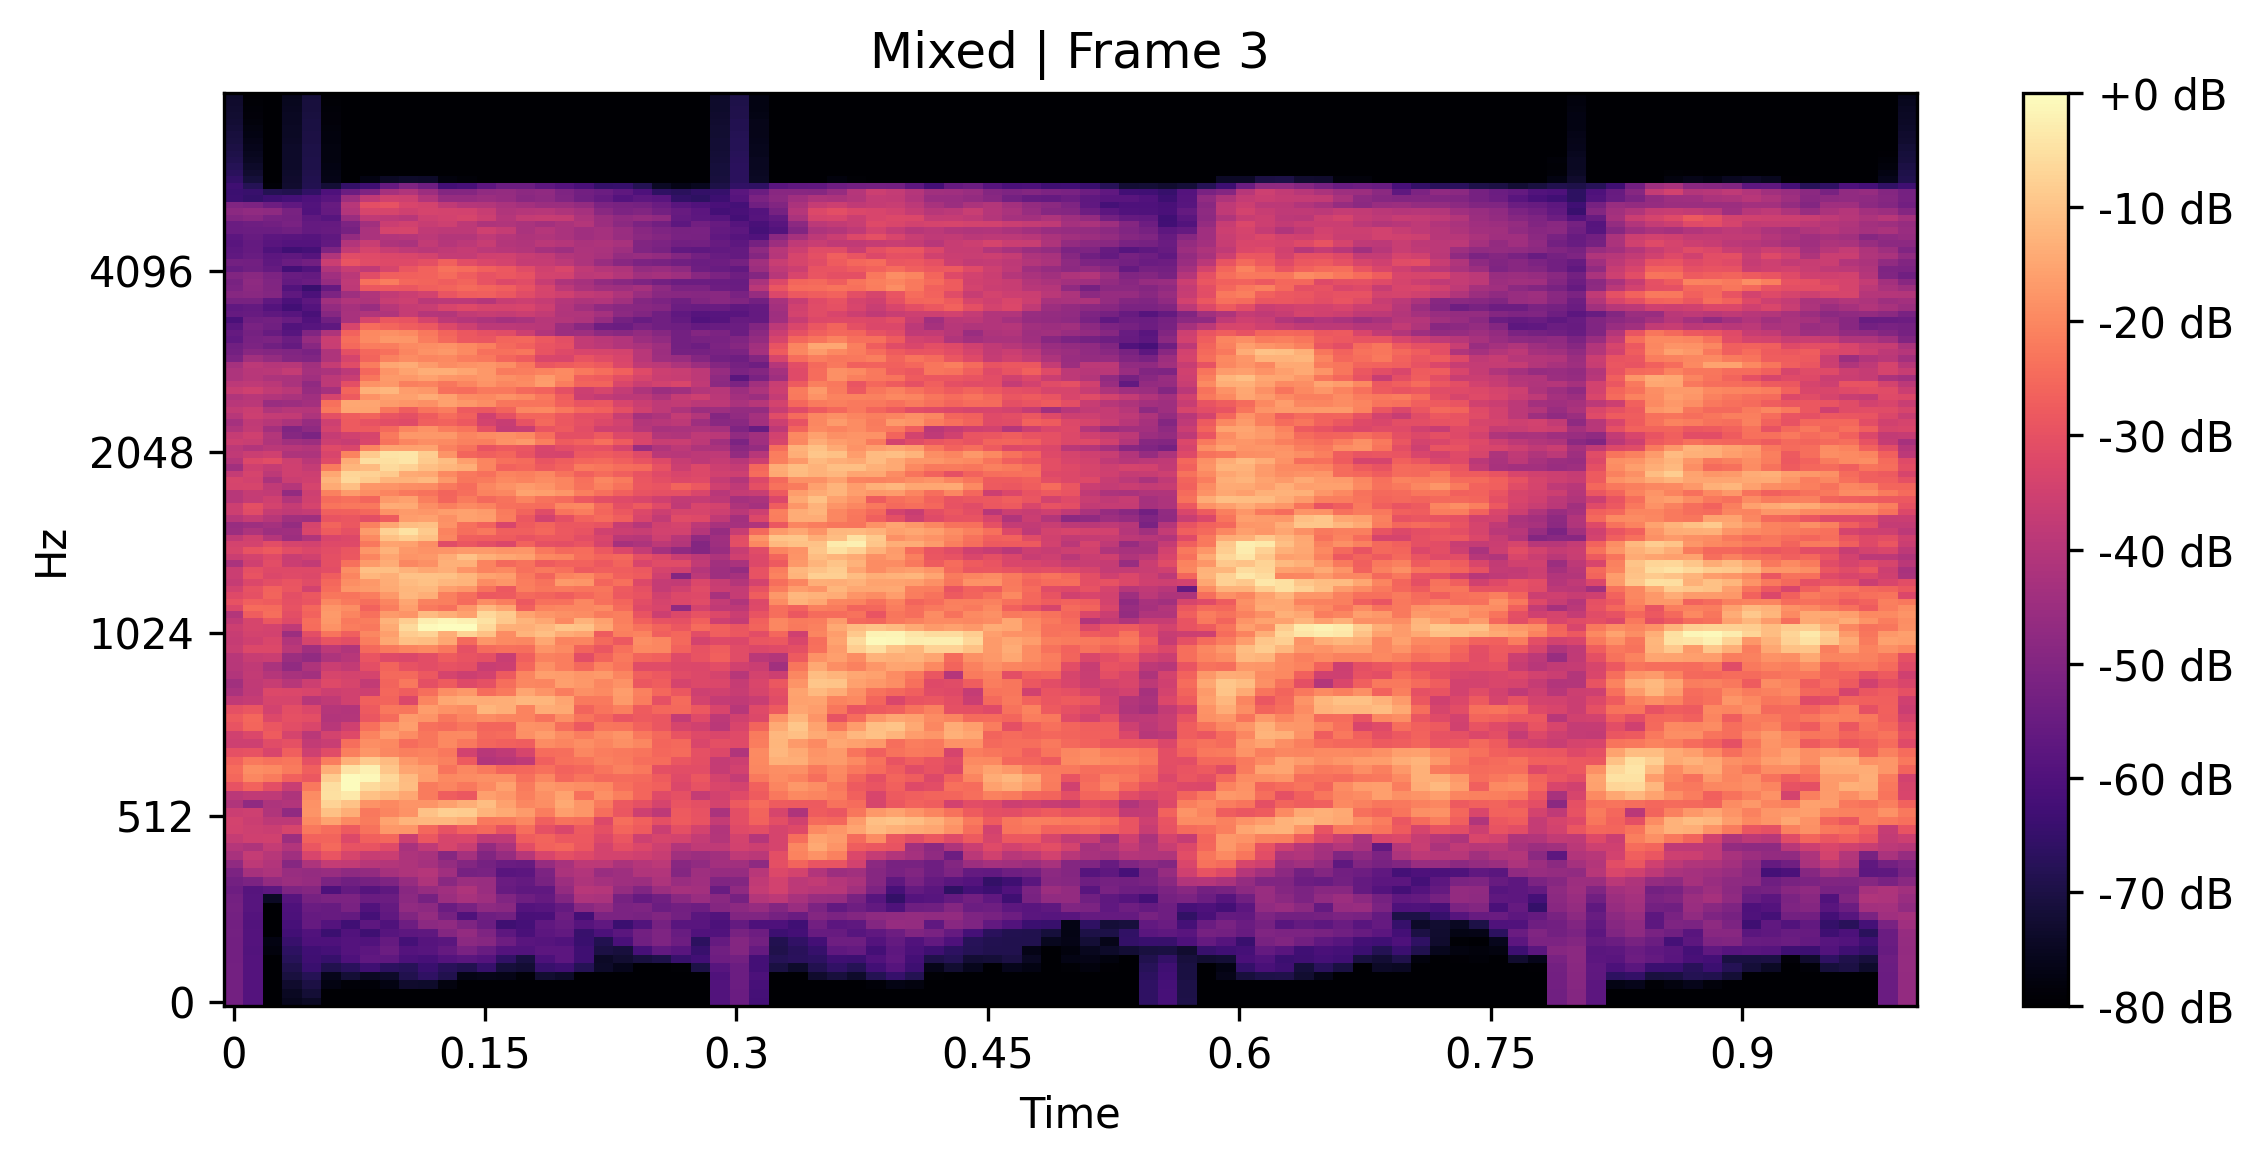 Mixed | Frame 3
Hz
4096
2048
1024
512
0
0 0.15 0.3 0.45 0.6 0.75 0.9
Time
+0 dB
-10 dB
-20 dB
-30 dB
-40 dB
-50 dB
-60 dB
-70 dB
-80 dB